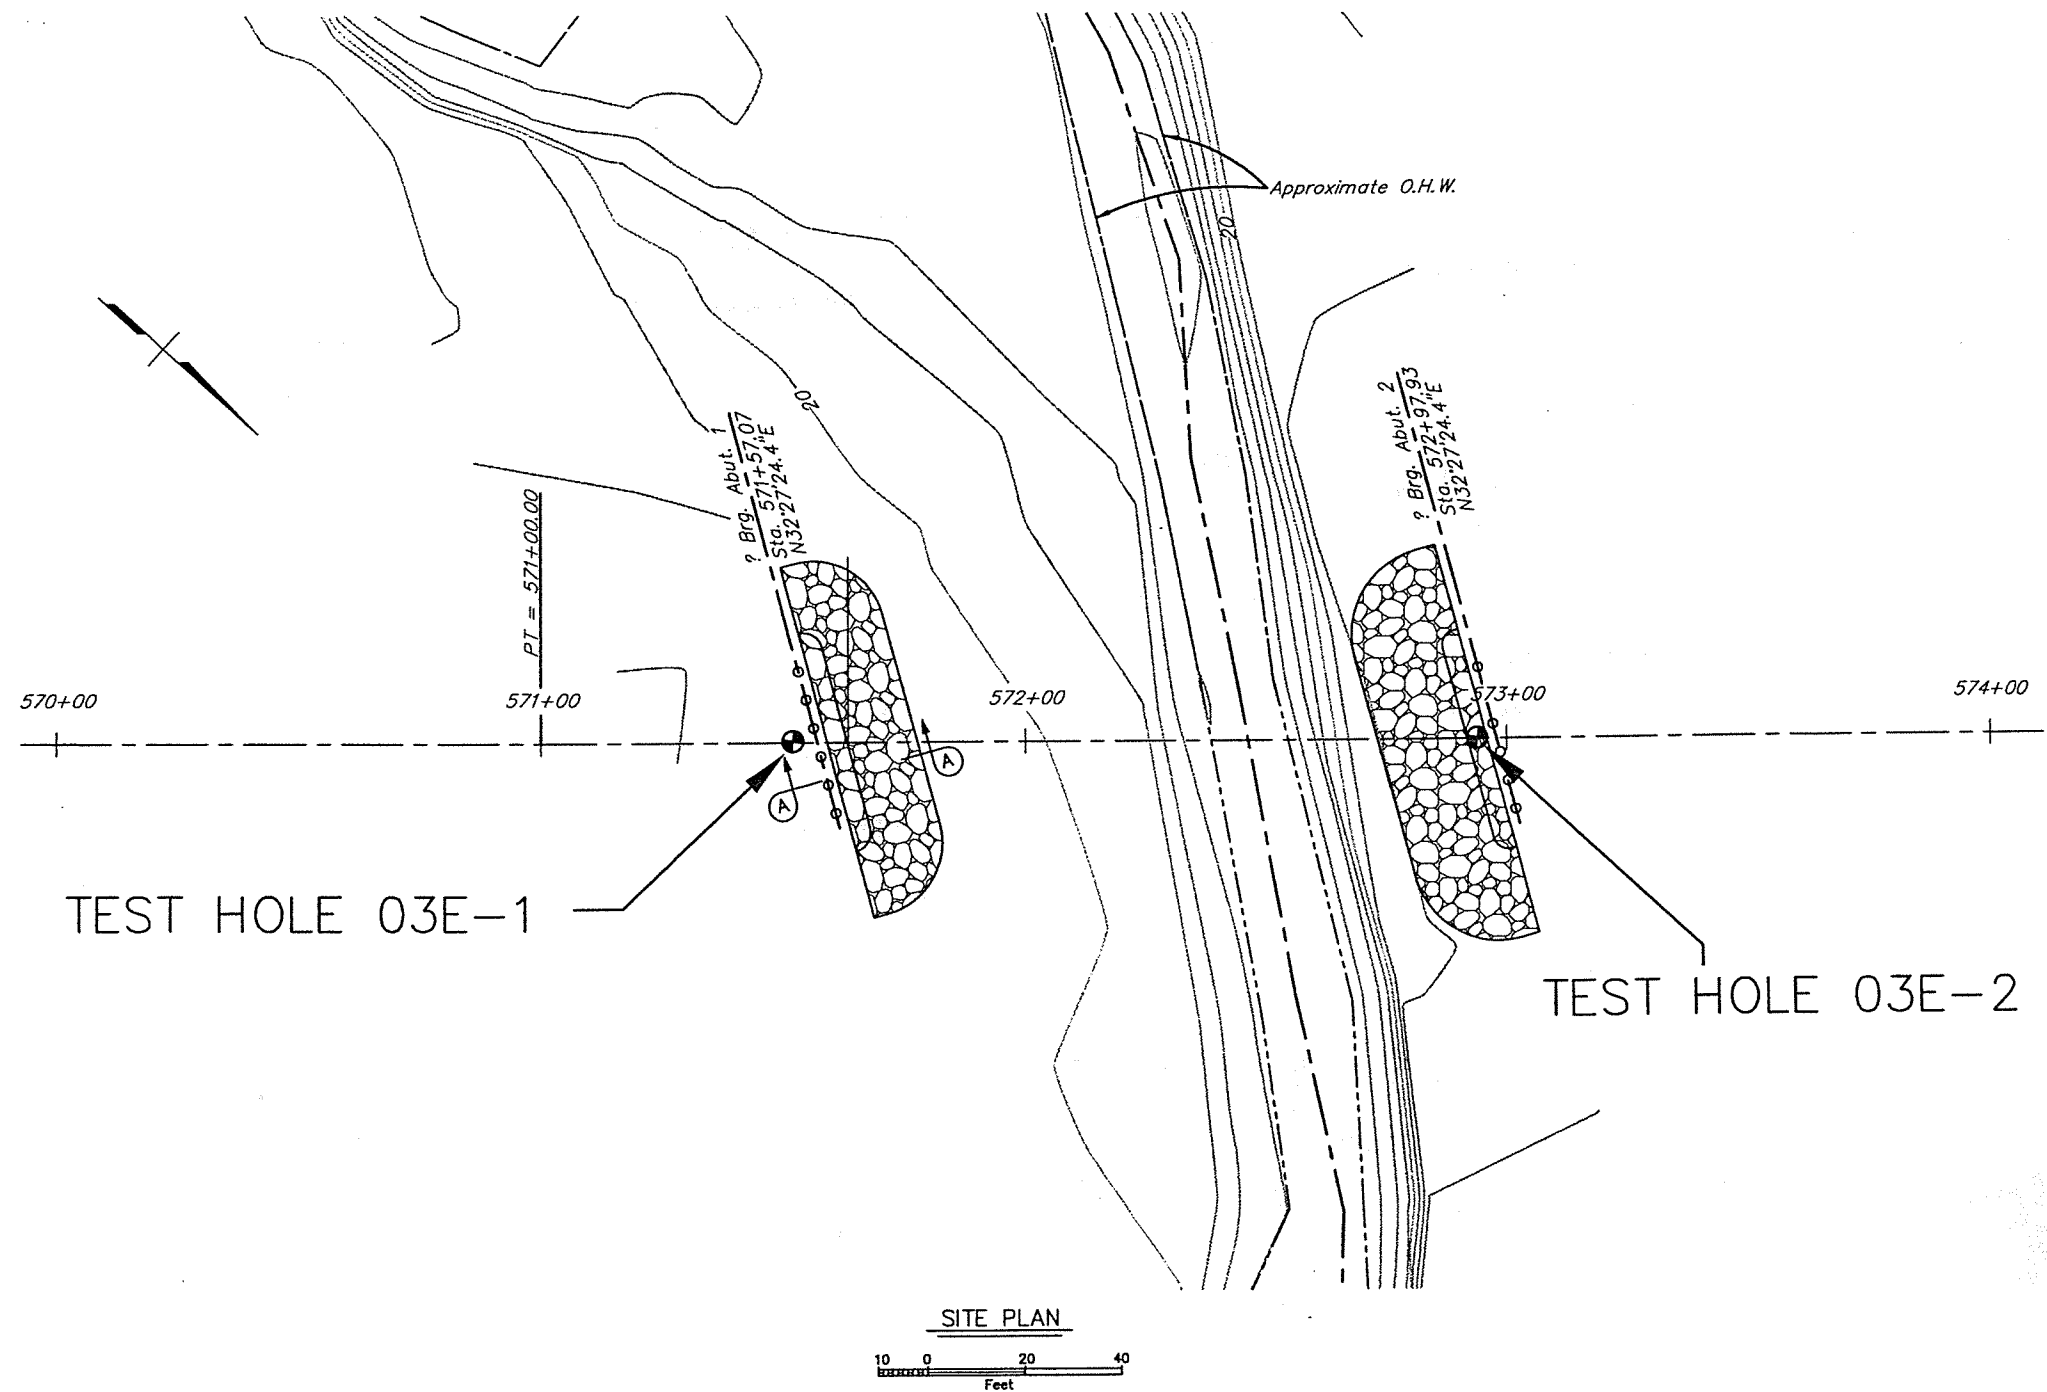 Approximate O.H.W.
20
20
? Brg. Abut. 1
Sta. 571+57.07
N32°27'24.4"E
? Brg. Abut. 2
Sta. 572+97.93
N32°27'24.4"E
PT = 571+00.00
570+00
571+00
572+00
573+00
574+00
A
A
TEST HOLE 03E-1
TEST HOLE 03E-2
SITE PLAN
10 0 20 40
Feet